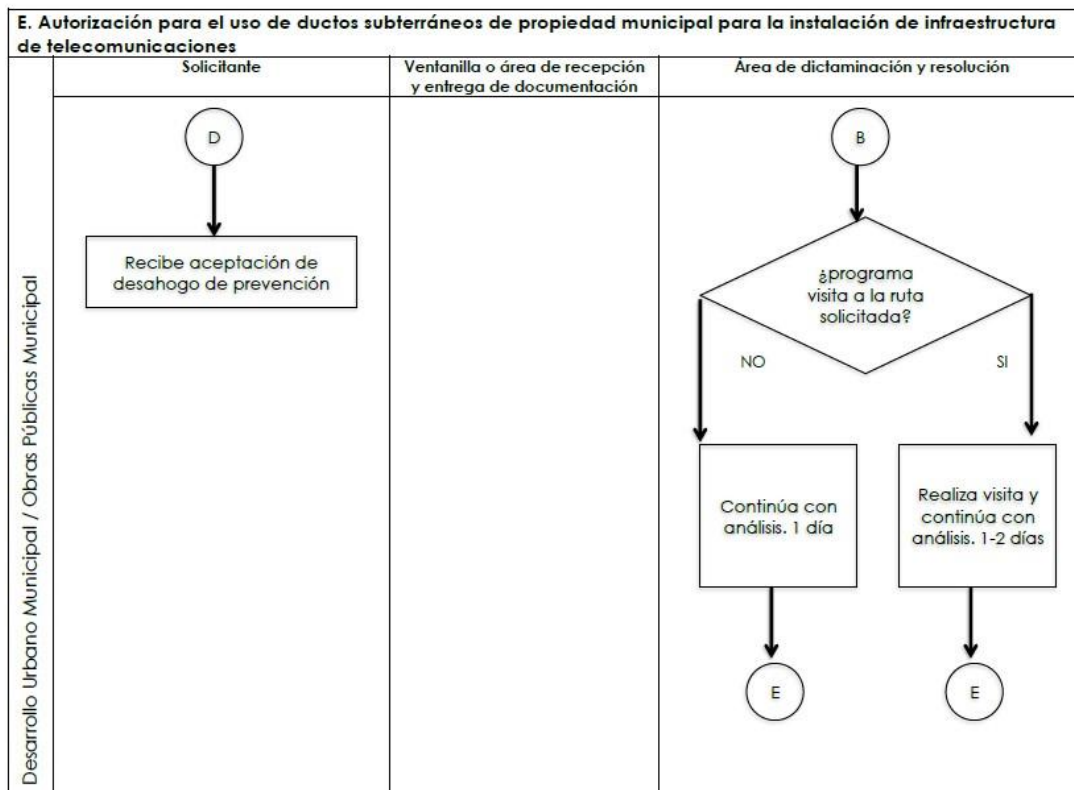 E. Autorización para el uso de ductos subterráneos de propiedad municipal para la instalación de infraestructura
de telecomunicaciones
Desarrollo Urbano Municipal / Obras Públicas Municipal
Solicitante
Ventanilla o área de recepción
y entrega de documentación
Área de dictaminación y resolución
D
Recibe aceptación de
desahogo de prevención
B
¿programa
visita a la ruta
solicitada?
NO
SI
Continúa con
análisis. 1 día
Realiza visita y
continúa con
análisis. 1-2 días
E
E